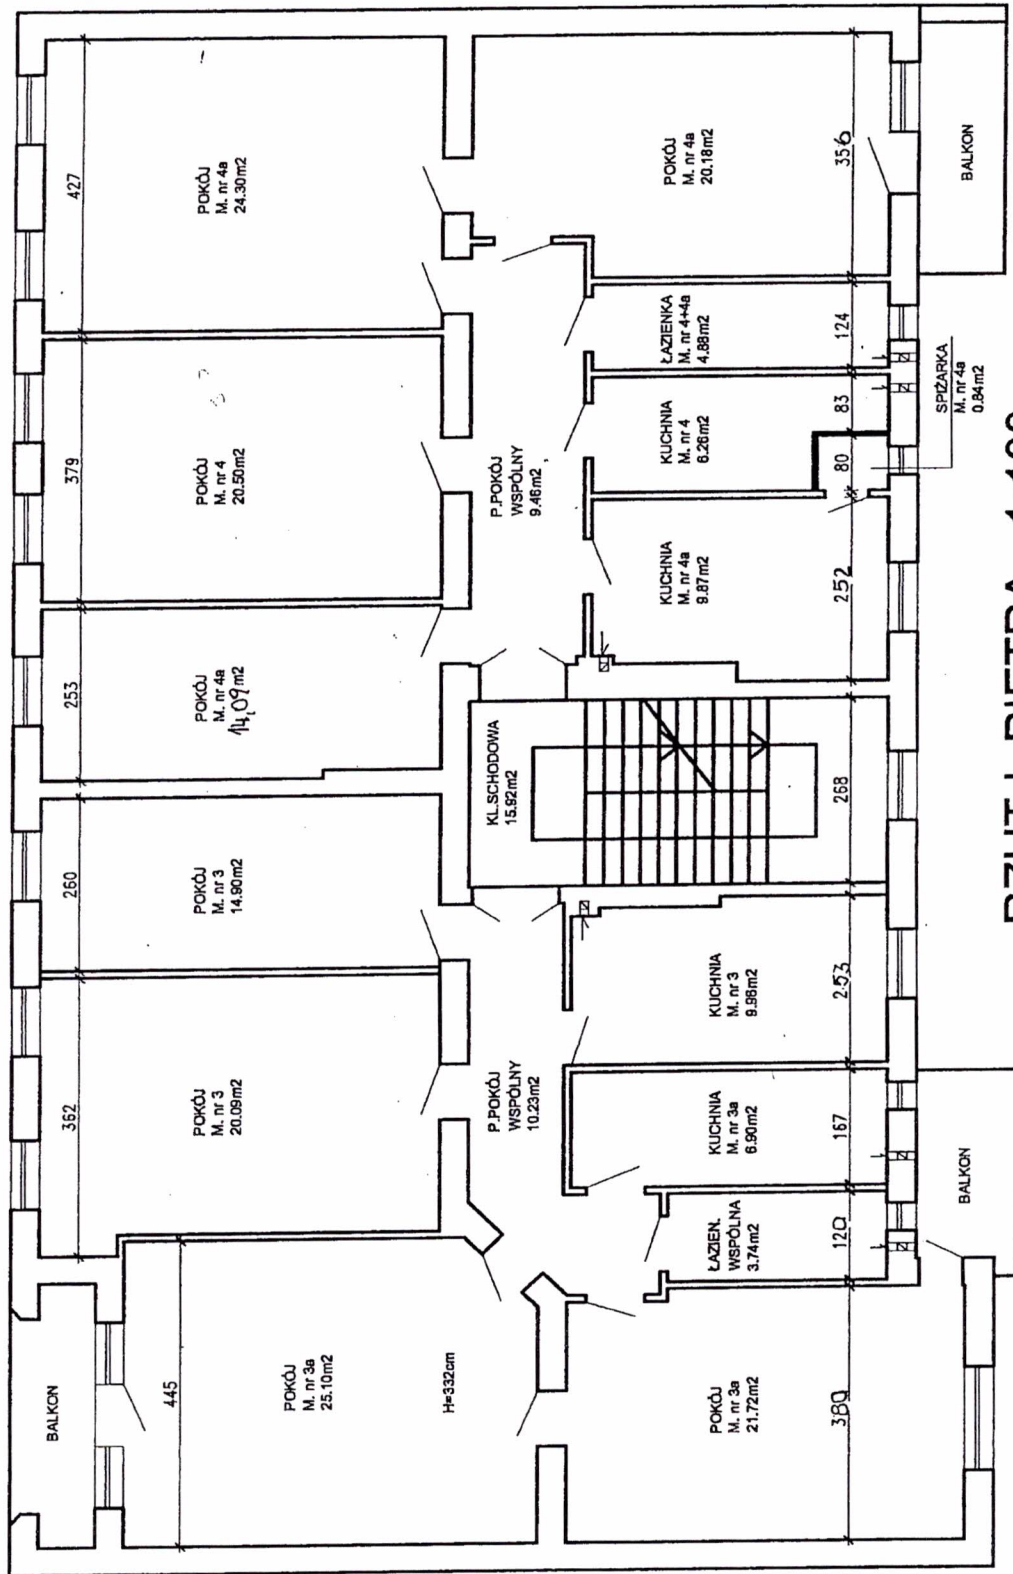 BALKON
445
362
260
253
379
427
POKÓJ
M. nr 3a
25.10m2
H=332cm
POKÓJ
M. nr 3
20.09m2
POKÓJ
M. nr 3
14.90m2
POKÓJ
M. nr 4a
14,09m2
POKÓJ
M. nr 4
20.50m2
POKÓJ
M. nr 4a
24.30m2
P.POKÓJ
WSPÓLNY
10.23m2
KL.SCHODOWA
15.92m2
P.POKÓJ
WSPÓLNY
9.46m2
POKÓJ
M. nr 3a
21.72m2
ŁAZIEN.
WSPÓLNA
3.74m2
KUCHNIA
M. nr 3a
6.90m2
KUCHNIA
M. nr 3
9.96m2
KUCHNIA
M. nr 4a
9.87m2
KUCHNIA
M. nr 4
6.26m2
ŁAZIENKA
M. nr 4+4a
4.88m2
POKÓJ
M. nr 4a
20.18m2
380
120
167
253
268
252
80
83
124
356
BALKON
SPIŻARKA
M. nr 4a
0.84m2
BALKON